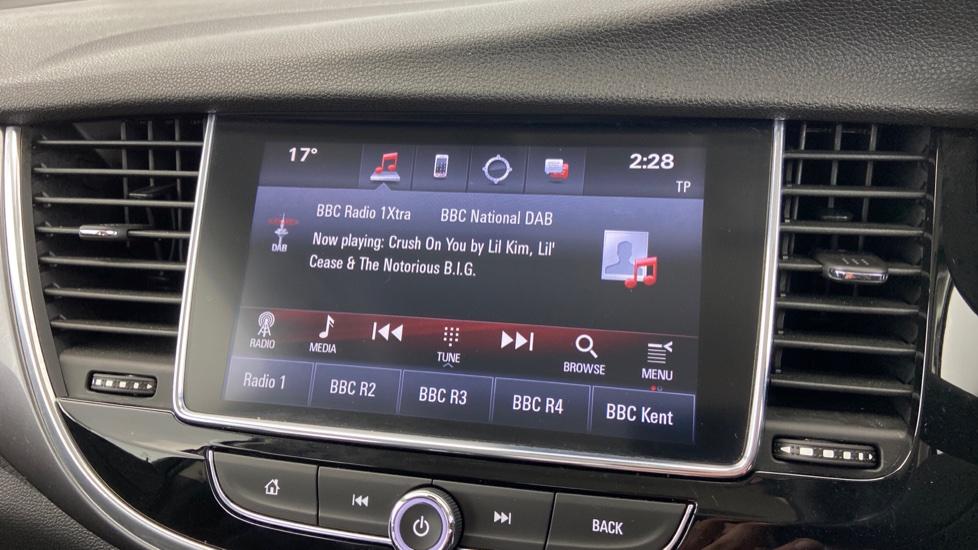 17° 2:28
TP
BBC Radio 1Xtra BBC National DAB
DAB
Now playing: Crush On You by Lil Kim, Lil'
Cease & The Notorious B.I.G.
RADIO MEDIA TUNE BROWSE MENU
Radio 1 BBC R2 BBC R3 BBC R4 BBC Kent
BACK